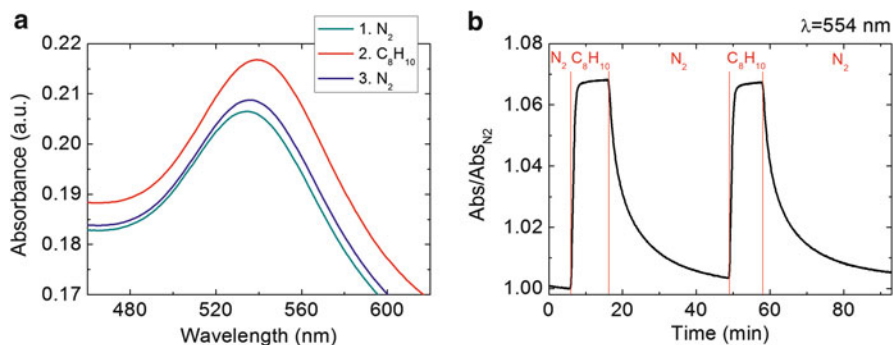 a
0.22
0.21
0.20
0.19
0.18
0.17
Absorbance (a.u.)
480 520 560 600
Wavelength (nm)
1. N₂
2. C₈H₁₀
3. N₂
b
λ=554 nm
1.08
1.06
1.04
1.02
1.00
Abs/Abs_N2
N₂ C₈H₁₀ N₂ C₈H₁₀ N₂
0 20 40 60 80
Time (min)